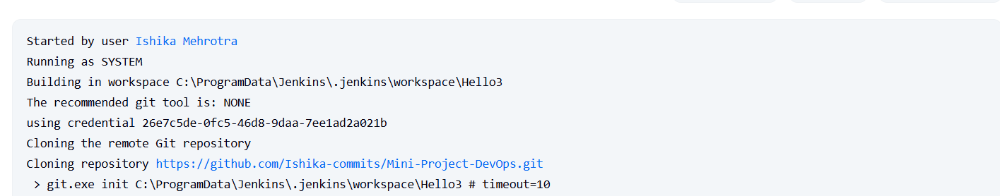 Started by user Ishika Mehrotra
Running as SYSTEM
Building in workspace C:\ProgramData\Jenkins\.jenkins\workspace\Hello3
The recommended git tool is: NONE
using credential 26e7c5de-0fc5-46d8-9daa-7ee1ad2a021b
Cloning the remote Git repository
Cloning repository https://github.com/Ishika-commits/Mini-Project-DevOps.git
 > git.exe init C:\ProgramData\Jenkins\.jenkins\workspace\Hello3 # timeout=10